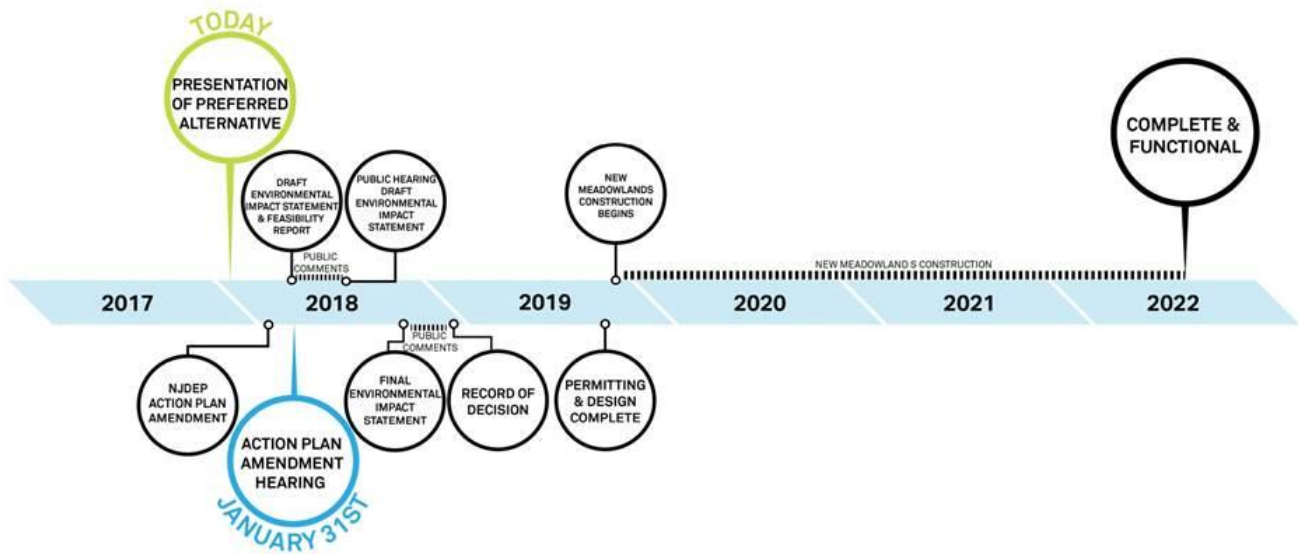 TODAY
PRESENTATION
OF PREFERRED
ALTERNATIVE
DRAFT
ENVIRONMENTAL
IMPACT STATEMENT
& FEASIBILITY
REPORT
PUBLIC HEARING
DRAFT
ENVIRONMENTAL
IMPACT
STATEMENT
PUBLIC
COMMENTS
NEW
MEADOWLANDS
CONSTRUCTION
BEGINS
COMPLETE &
FUNCTIONAL
NEW MEADOWLAND S CONSTRUCTION
2017
2018
2019
2020
2021
2022
NJDEP
ACTION PLAN
AMENDMENT
ACTION PLAN
AMENDMENT
HEARING
JANUARY 31ST
PUBLIC
COMMENTS
FINAL
ENVIRONMENTAL
IMPACT
STATEMENT
RECORD OF
DECISION
PERMITTING
& DESIGN
COMPLETE